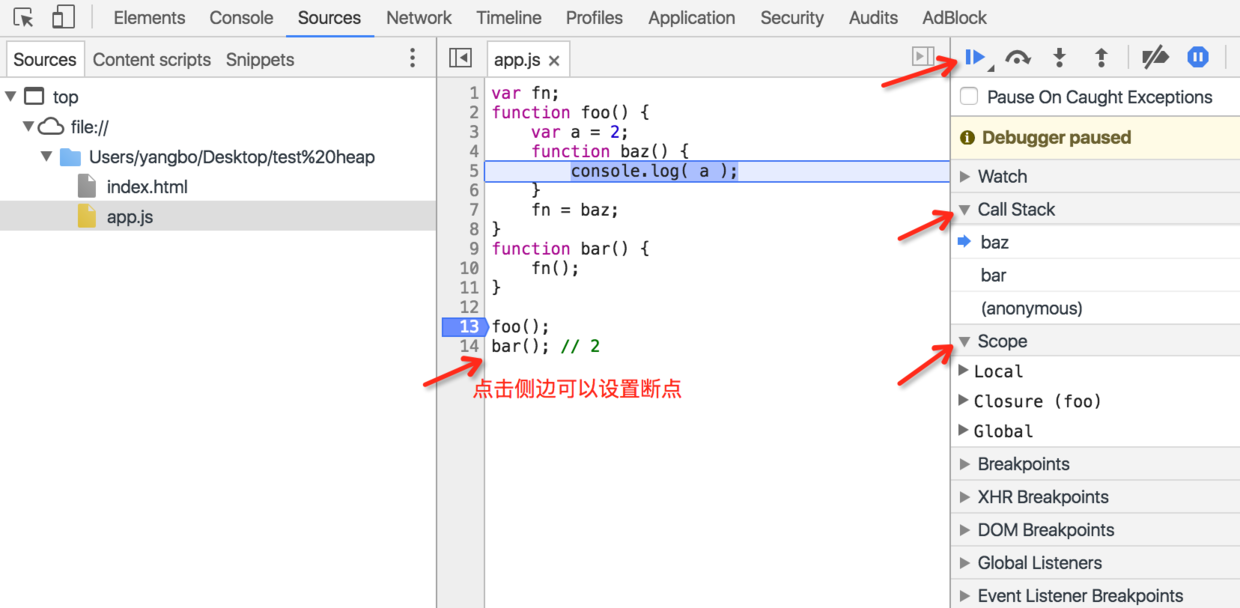 Elements Console Sources Network Timeline Profiles Application Security Audits AdBlock
Sources Content scripts Snippets
top
file://
Users/yangbo/Desktop/test%20heap
index.html
app.js
app.js ×
1 var fn;
2 function foo() {
3     var a = 2;
4     function baz() {
5         console.log( a );
6     }
7     fn = baz;
8 }
9 function bar() {
10     fn();
11 }
12
13 foo();
14 bar(); // 2
点击侧边可以设置断点
Pause On Caught Exceptions
Debugger paused
Watch
Call Stack
baz
bar
(anonymous)
Scope
Local
Closure (foo)
Global
Breakpoints
XHR Breakpoints
DOM Breakpoints
Global Listeners
Event Listener Breakpoints